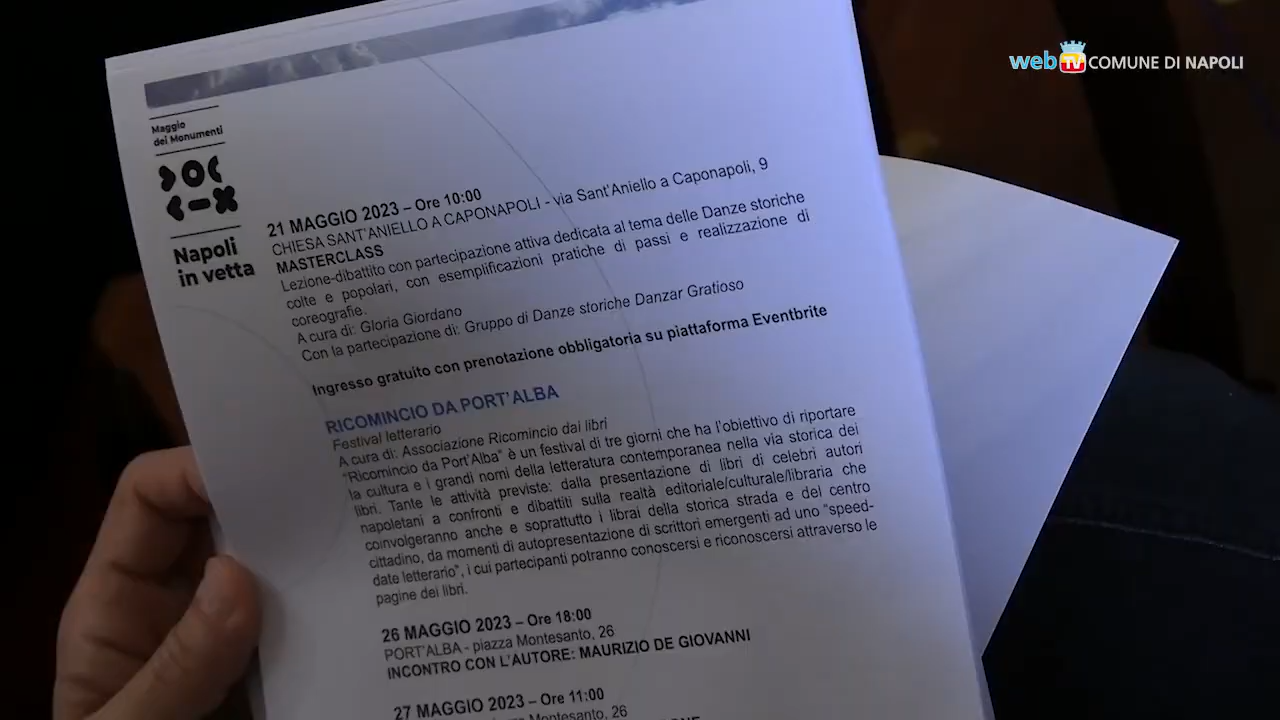 web TV COMUNE DI NAPOLI
Maggio
dei Monumenti
Napoli
in vetta
21 MAGGIO 2023 – Ore 10:00
CHIESA SANT'ANIELLO A CAPONAPOLI - via Sant'Aniello a Caponapoli, 9
MASTERCLASS
Lezione-dibattito con partecipazione attiva dedicata al tema delle Danze storiche
colte e popolari, con esemplificazioni pratiche di passi e realizzazione di
coreografie.
A cura di: Gloria Giordano
Con la partecipazione di: Gruppo di Danze storiche Danzar Gratioso
Ingresso gratuito con prenotazione obbligatoria su piattaforma Eventbrite
RICOMINCIO DA PORT'ALBA
Festival letterario
A cura di: Associazione Ricomincio dai libri
"Ricomincio da Port'Alba" è un festival di tre giorni che ha l'obiettivo di riportare
la cultura e i grandi nomi della letteratura contemporanea nella via storica dei
libri. Tante le attività previste: dalla presentazione di libri di celebri autori
napoletani a confronti e dibattiti sulla realtà editoriale/culturale/libraria che
coinvolgeranno anche e soprattutto i librai della storica strada e del centro
cittadino, da momenti di autopresentazione di scrittori emergenti ad uno "speed-
date letterario", i cui partecipanti potranno conoscersi e riconoscersi attraverso le
pagine dei libri.
26 MAGGIO 2023 – Ore 18:00
PORT'ALBA - piazza Montesanto, 26
INCONTRO CON L'AUTORE: MAURIZIO DE GIOVANNI
27 MAGGIO 2023 – Ore 11:00
Montesanto, 26